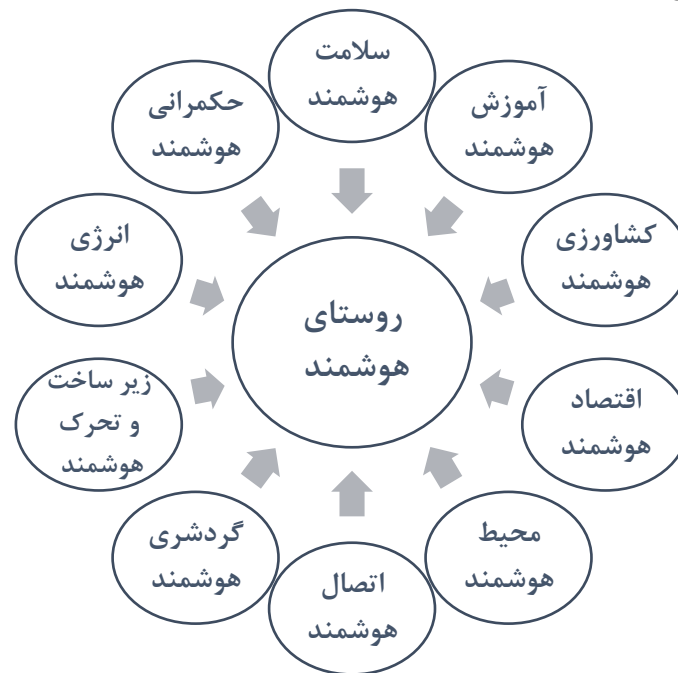 سلامت
هوشمند
آموزش
هوشمند
کشاورزی
هوشمند
اقتصاد
هوشمند
محیط
هوشمند
اتصال
هوشمند
گردشری
هوشمند
زیر ساخت
و تحرک
هوشمند
انرژی
هوشمند
حکمرانی
هوشمند
روستای
هوشمند